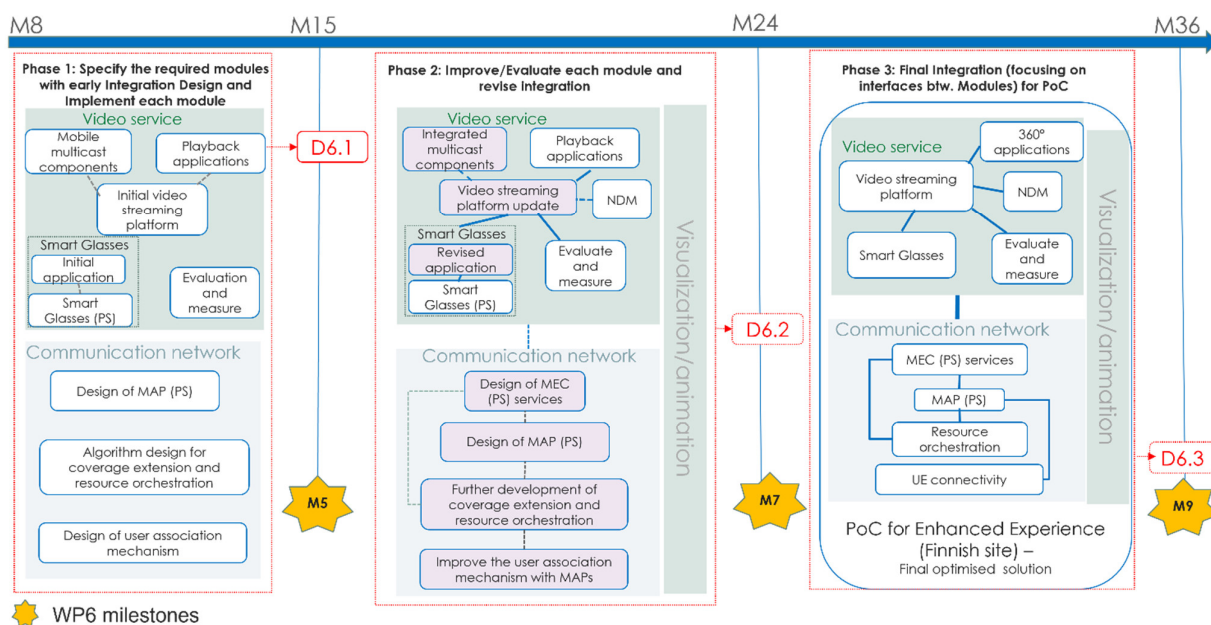 M8
M15
M24
M36
Phase 1: Specify the required modules
with early Integration Design and
Implement each module
Video service
Mobile
multicast
components
Playback
applications
Initial video
streaming
platform
Smart Glasses
Initial
application
Smart
Glasses (PS)
Evaluation
and
measure
Communication network
Design of MAP (PS)
Algorithm design for
coverage extension and
resource orchestration
Design of user association
mechanism
D6.1
M5
Phase 2: Improve/Evaluate each module and
revise Integration
Video service
Integrated
multicast
components
Playback
applications
Video streaming
platform update
NDM
Smart Glasses
Revised
application
Smart
Glasses (PS)
Evaluate
and
measure
Communication network
Design of MEC
(PS) services
Design of MAP (PS)
Further development of
coverage extension and
resource orchestration
Improve the user association
mechanism with MAPs
Visualization/animation
D6.2
M7
Phase 3: Final Integration (focusing on
interfaces btw. Modules) for PoC
Video service
360º
applications
Video streaming
platform
NDM
Smart Glasses
Evaluate
and
measure
Communication network
MEC (PS) services
MAP (PS)
Resource
orchestration
UE connectivity
Visualization/animation
PoC for Enhanced Experience
(Finnish site) –
Final optimised solution
D6.3
M9
WP6 milestones